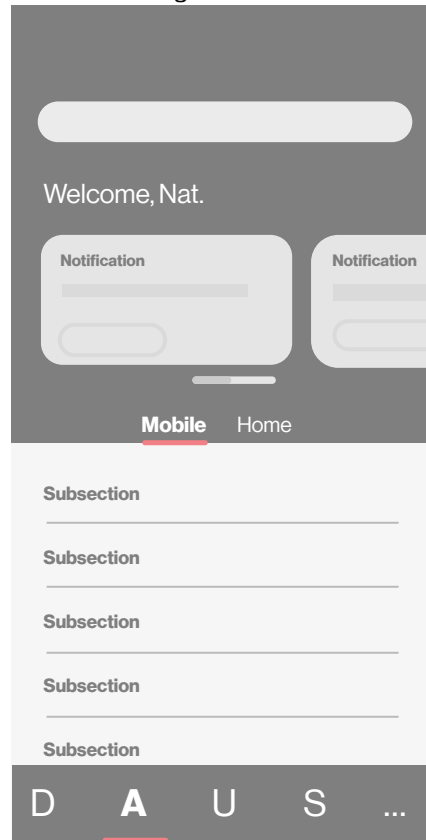 Welcome, Nat.
Notification Notification
Mobile Home
Subsection
Subsection
Subsection
Subsection
Subsection
D A U S ...